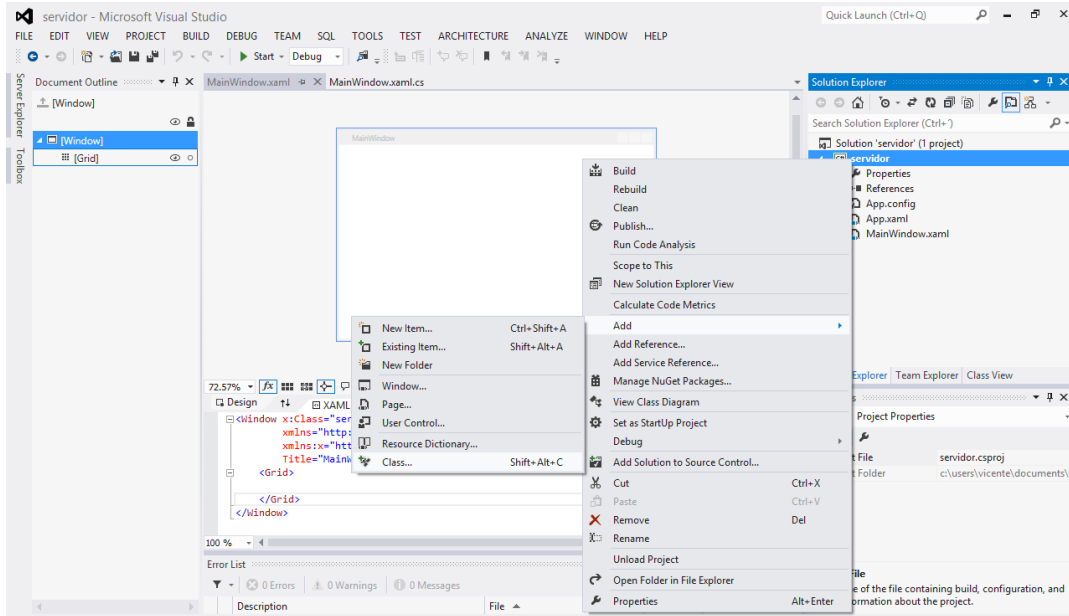 servidor - Microsoft Visual Studio
Quick Launch (Ctrl+Q)
FILE EDIT VIEW PROJECT BUILD DEBUG TEAM SQL TOOLS TEST ARCHITECTURE ANALYZE WINDOW HELP
Start Debug
Server Explorer
Toolbox
Document Outline
[Window]
[Window]
[Grid]
MainWindow.xaml
MainWindow.xaml.cs
MainWindow
72.57%
Design
XAML
<Window x:Class="ser
xmlns="http:
xmlns:x="htt
Title="MainW
<Grid>
</Grid>
</Window>
100 %
Error List
0 Errors 0 Warnings 0 Messages
Description File
New Item... Ctrl+Shift+A
Existing Item... Shift+Alt+A
New Folder
Window...
Page...
User Control...
Resource Dictionary...
Class... Shift+Alt+C
Build
Rebuild
Clean
Publish...
Run Code Analysis
Scope to This
New Solution Explorer View
Calculate Code Metrics
Add
Add Reference...
Add Service Reference...
Manage NuGet Packages...
View Class Diagram
Set as StartUp Project
Debug
Add Solution to Source Control...
Cut Ctrl+X
Paste Ctrl+V
Remove Del
Rename
Unload Project
Open Folder in File Explorer
Properties Alt+Enter
Solution Explorer
Search Solution Explorer (Ctrl+´)
Solution 'servidor' (1 project)
servidor
Properties
References
App.config
App.xaml
MainWindow.xaml
Explorer Team Explorer Class View
Project Properties
t File servidor.csproj
t Folder c:\users\vicente\documents\
File
e of the file containing build, configuration, and
ormation about the project.